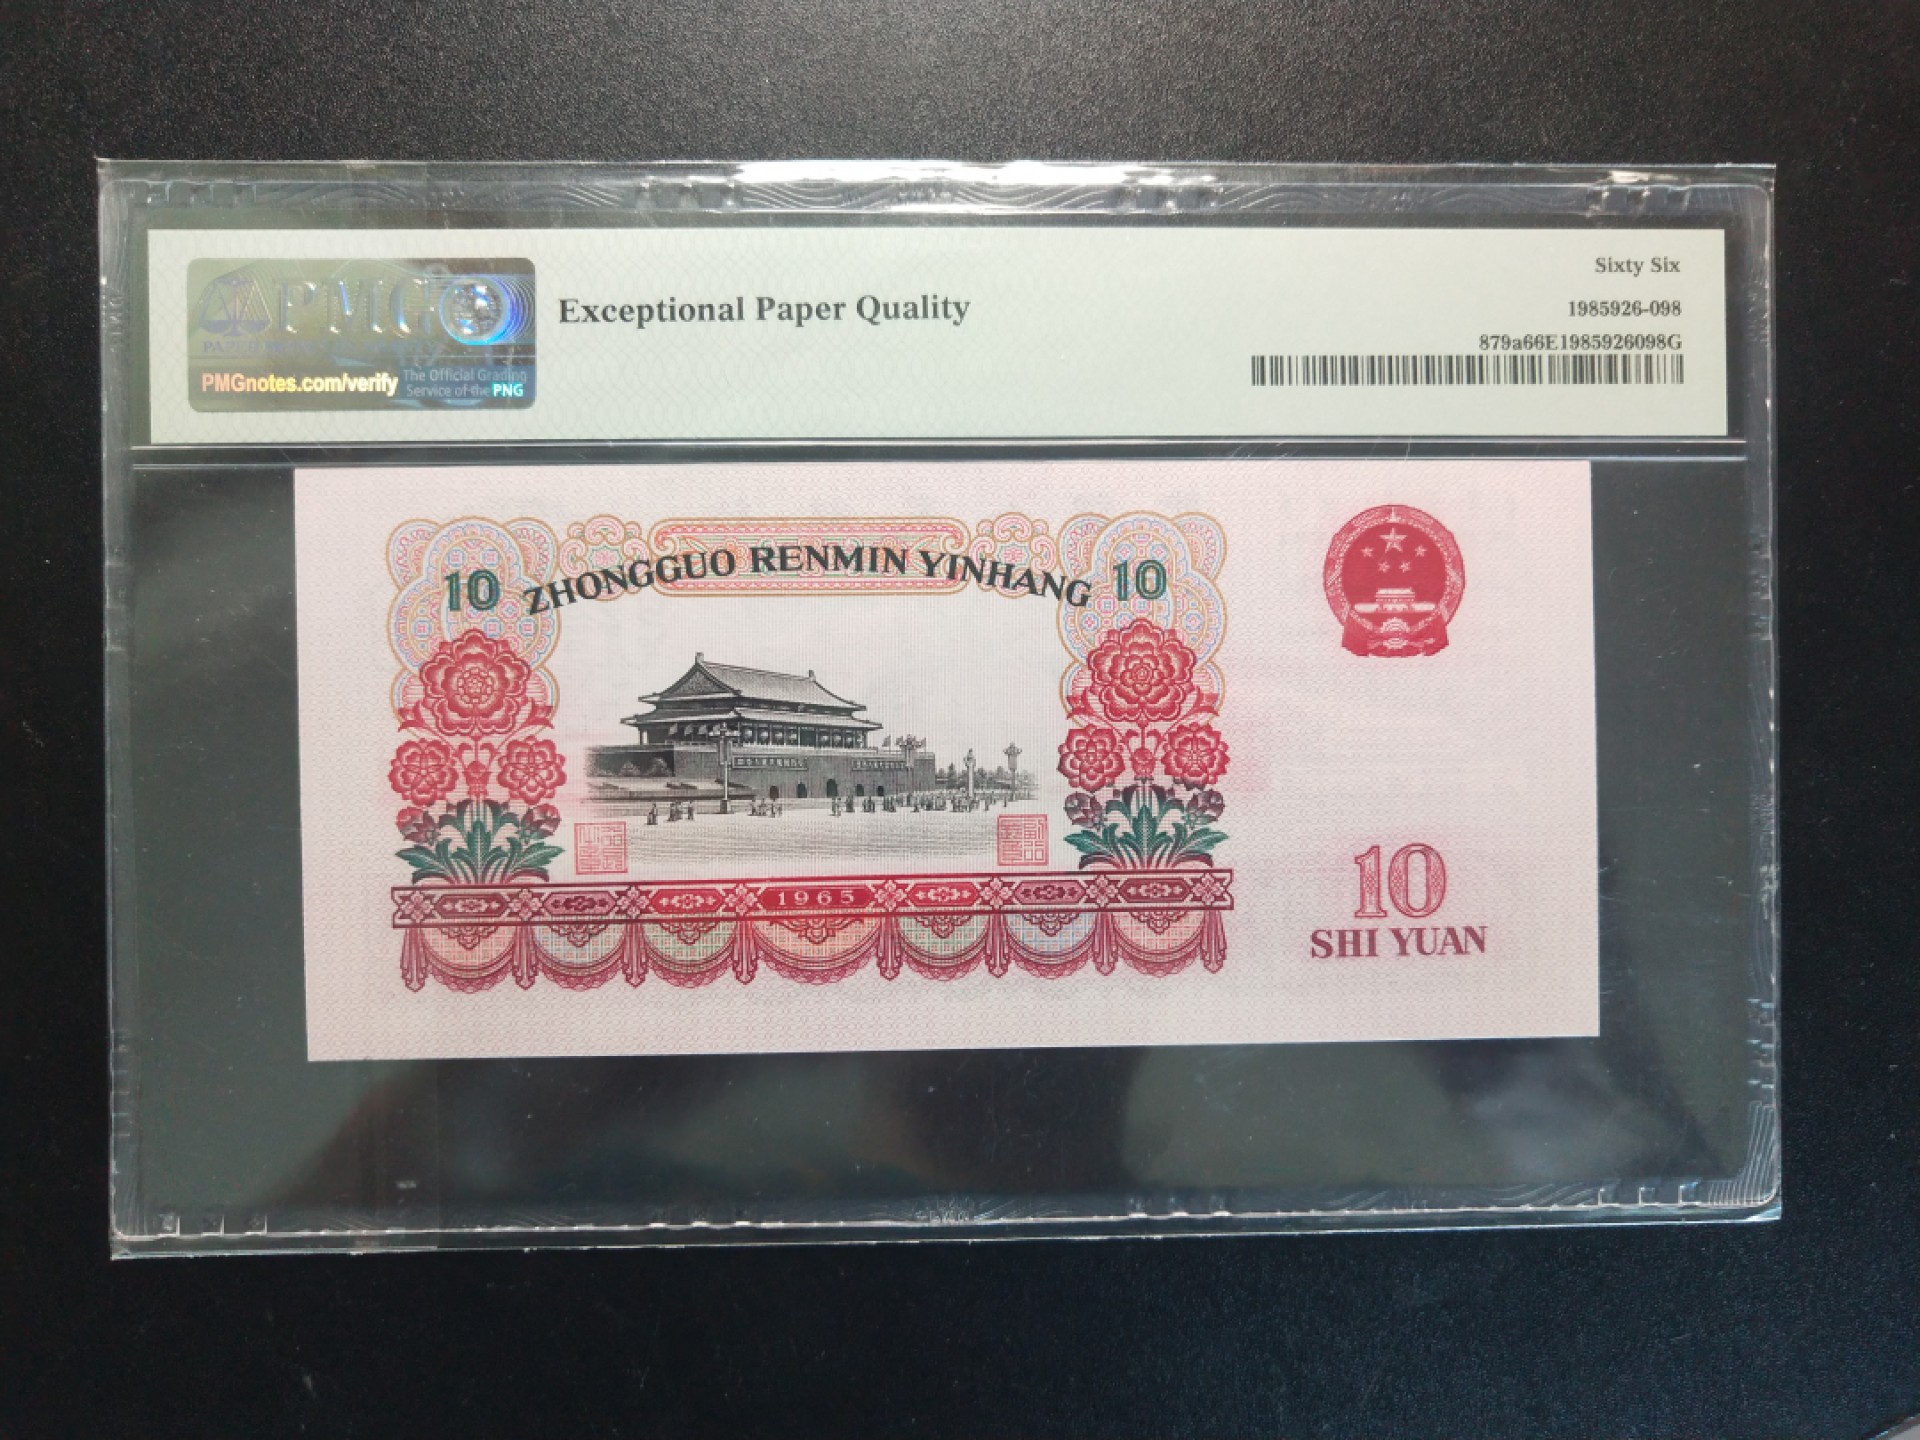 PMG
PMGnotes.com/verify
The Official Grading
Service of the PNG
Exceptional Paper Quality
Sixty Six
1985926-098
879a66E1985926098G
10 ZHONGGUO RENMIN YINHANG 10
1965
10
SHI YUAN